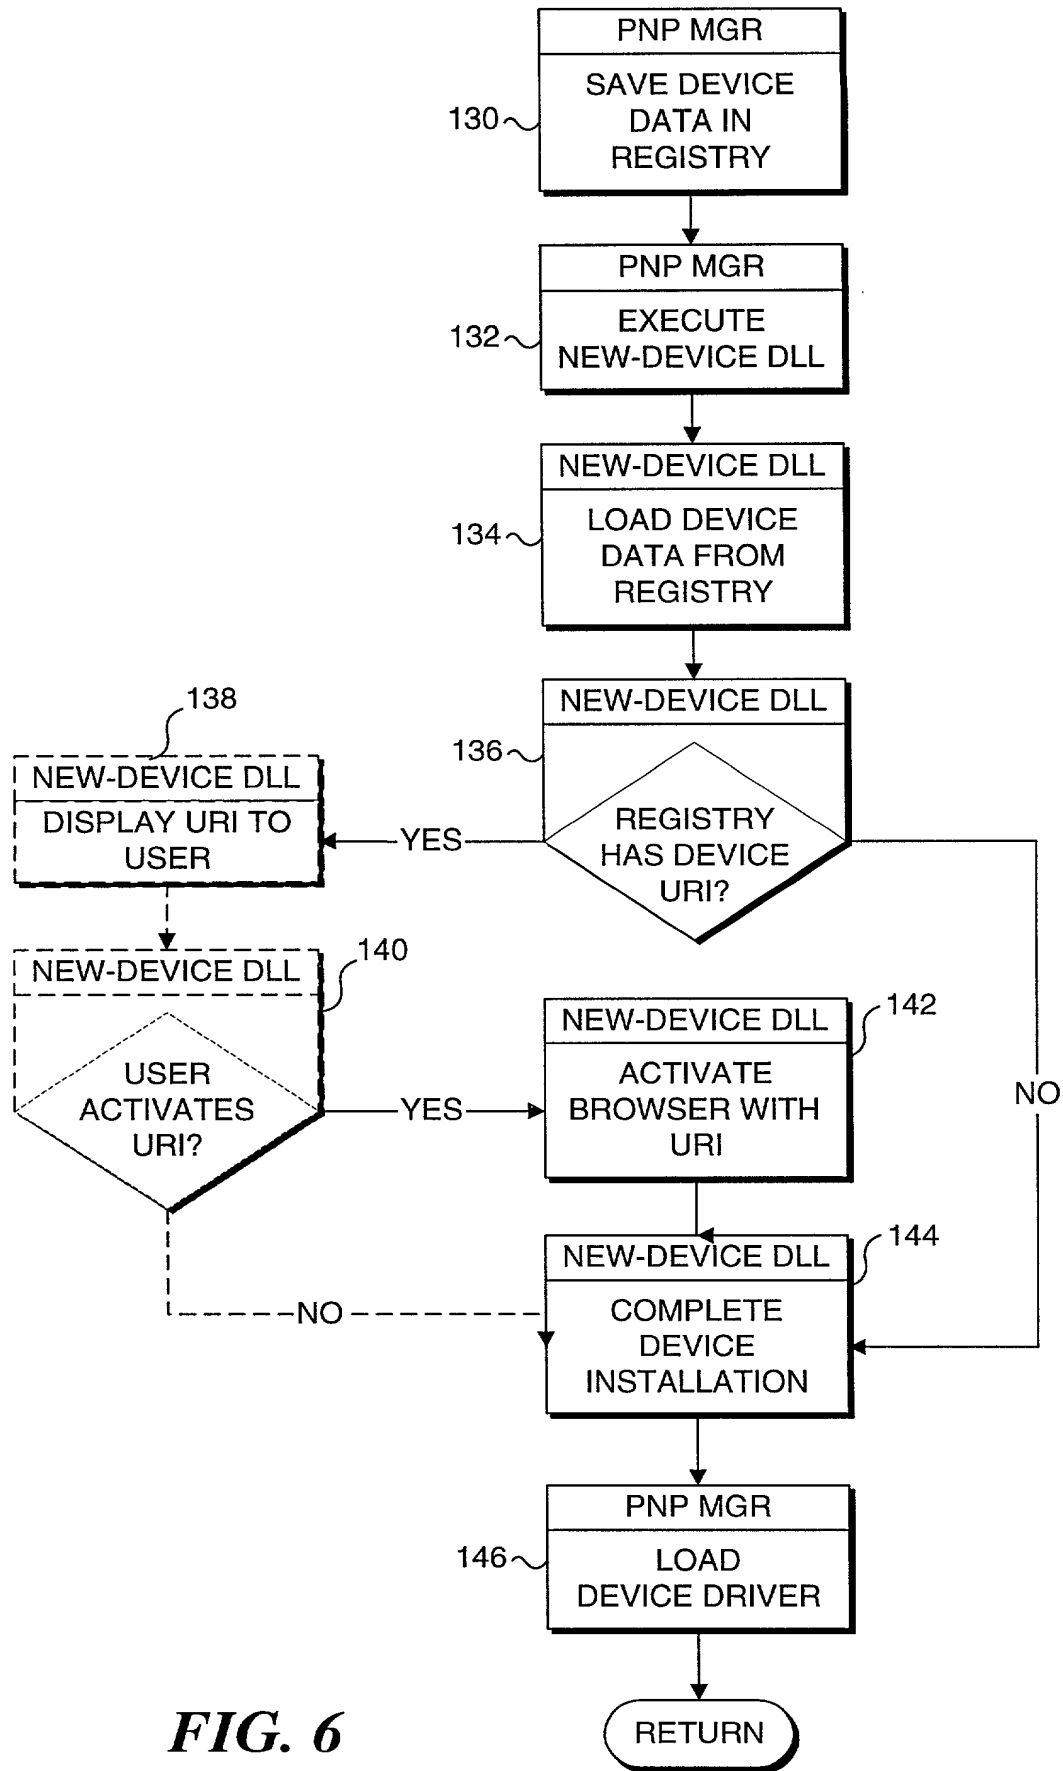 PNP MGR
130
SAVE DEVICE
DATA IN
REGISTRY
PNP MGR
132
EXECUTE
NEW-DEVICE DLL
NEW-DEVICE DLL
134
LOAD DEVICE
DATA FROM
REGISTRY
NEW-DEVICE DLL
136
REGISTRY
HAS DEVICE
URI?
YES
NO
138
NEW-DEVICE DLL
DISPLAY URI TO
USER
140
NEW-DEVICE DLL
USER
ACTIVATES
URI?
YES
NO
142
NEW-DEVICE DLL
ACTIVATE
BROWSER WITH
URI
144
NEW-DEVICE DLL
COMPLETE
DEVICE
INSTALLATION
PNP MGR
146
LOAD
DEVICE DRIVER
RETURN
FIG. 6